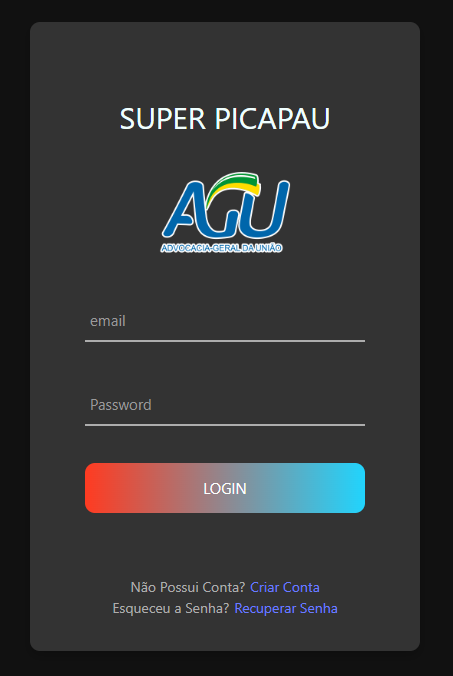 SUPER PICAPAU
AGU
ADVOCACIA-GERAL DA UNIÃO
email
Password
LOGIN
Não Possui Conta? Criar Conta
Esqueceu a Senha? Recuperar Senha